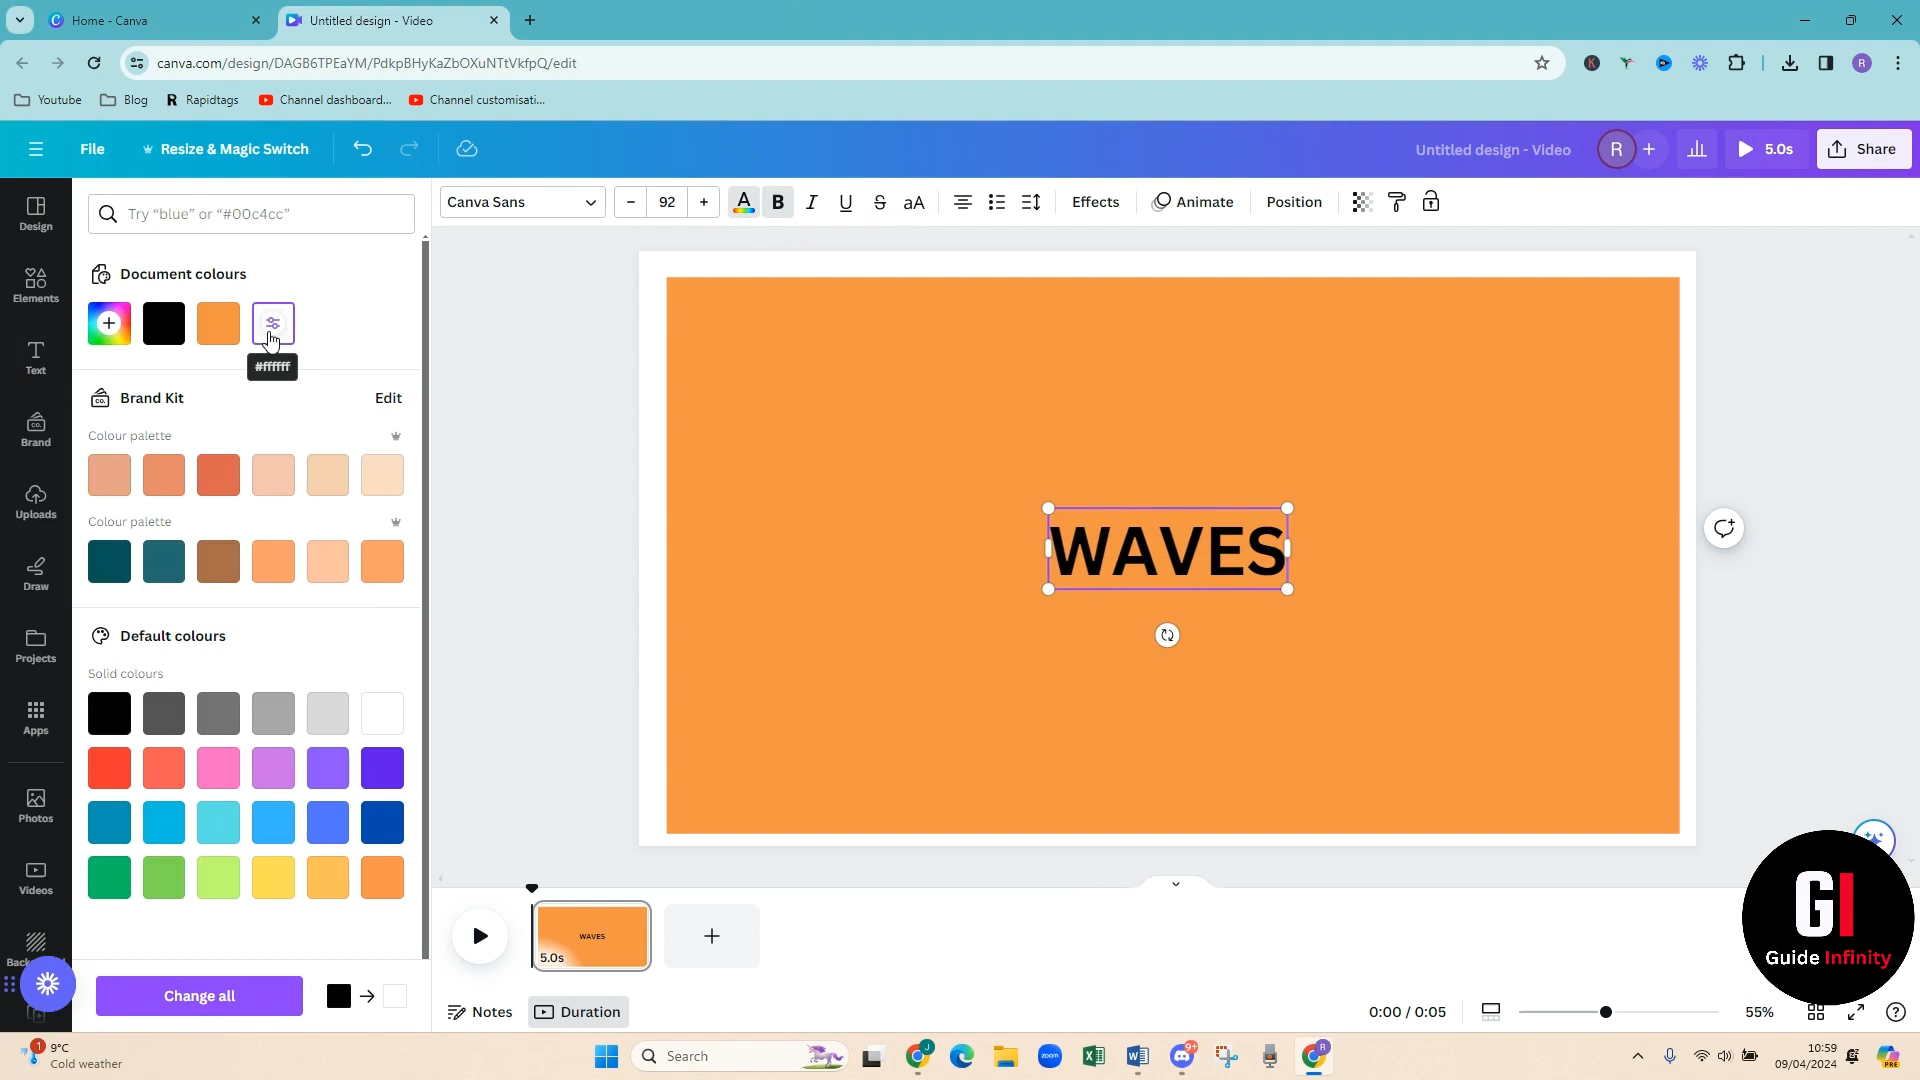 Home - Canva
Untitled design - Video
canva.com/design/DAGB6TPEaYM/PdkpBHyKaZbOXuNTtVkfpQ/edit
Youtube
Blog
Rapidtags
Channel dashboard...
Channel customisati...
File
Resize & Magic Switch
Untitled design - Video
R
5.0s
Share
Try “blue” or “#00c4cc”
Canva Sans
92
aA
Effects
Animate
Position
Design
Elements
Text
Brand
Uploads
Draw
Projects
Apps
Photos
Videos
Document colours
#ffffff
Brand Kit
Edit
Colour palette
Colour palette
Default colours
Solid colours
Change all
WAVES
WAVES
5.0s
Notes
Duration
0:00 / 0:05
55%
GI
Guide Infinity
9°C
Cold weather
Search
10:59
09/04/2024